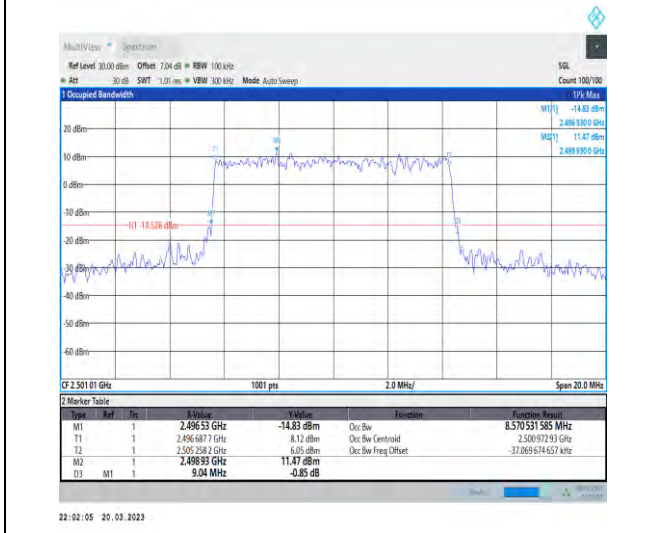 MultiView Spectrum
Ref Level 30.00 dBm Offset 7.04 dB RBW 100 kHz SGL
Att 30 dB SWT 1.01 ms VBW 300 kHz Mode Auto Sweep Count 100/100
1 Occupied Bandwidth 1Pk Max
M1[1] -14.83 dBm
2.496 530 0 GHz
M2[1] 11.47 dBm
2.498 930 0 GHz
20 dBm
10 dBm
0 dBm
-10 dBm
H1 -14.526 dBm
-20 dBm
-30 dBm
-40 dBm
-50 dBm
-60 dBm
CF 2.501 01 GHz 1001 pts 2.0 MHz/ Span 20.0 MHz
2 Marker Table
Type Ref Trc X-Value Y-Value Function Function Result
M1 1 2.496 53 GHz -14.83 dBm Occ Bw 8.570 531 585 MHz
T1 1 2.496 687 7 GHz 8.12 dBm Occ Bw Centroid 2.500 972 93 GHz
T2 1 2.505 258 2 GHz 6.05 dBm Occ Bw Freq Offset -37.069 674 657 kHz
M2 1 2.498 93 GHz 11.47 dBm
D3 M1 1 9.04 MHz -0.85 dB
22:02:05 20.03.2023